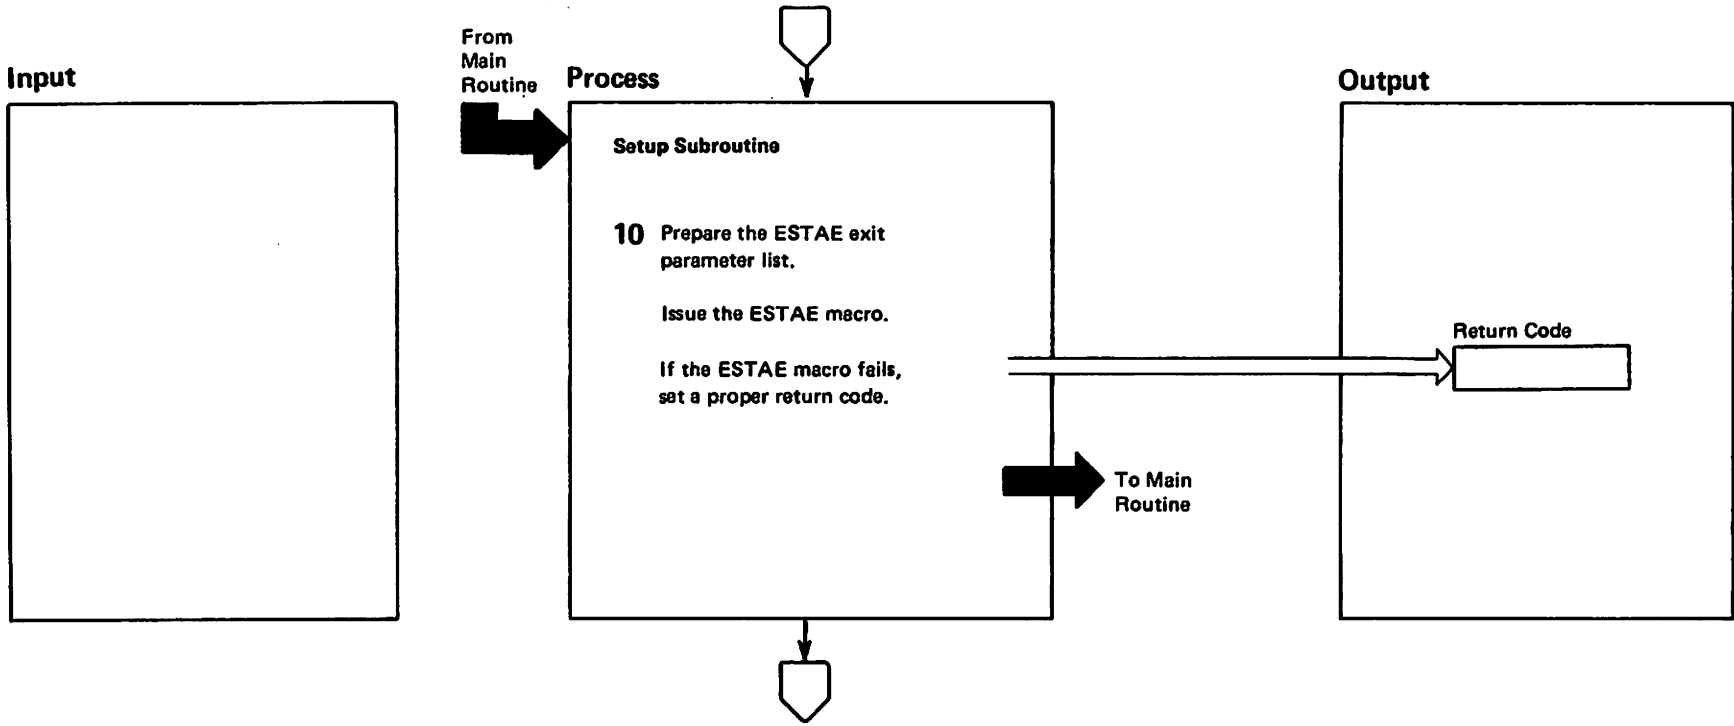 From
Main
Routine
Input
Process
Output
Setup Subroutine
10 Prepare the ESTAE exit
parameter list.
Issue the ESTAE macro.
If the ESTAE macro fails,
set a proper return code.
Return Code
To Main
Routine